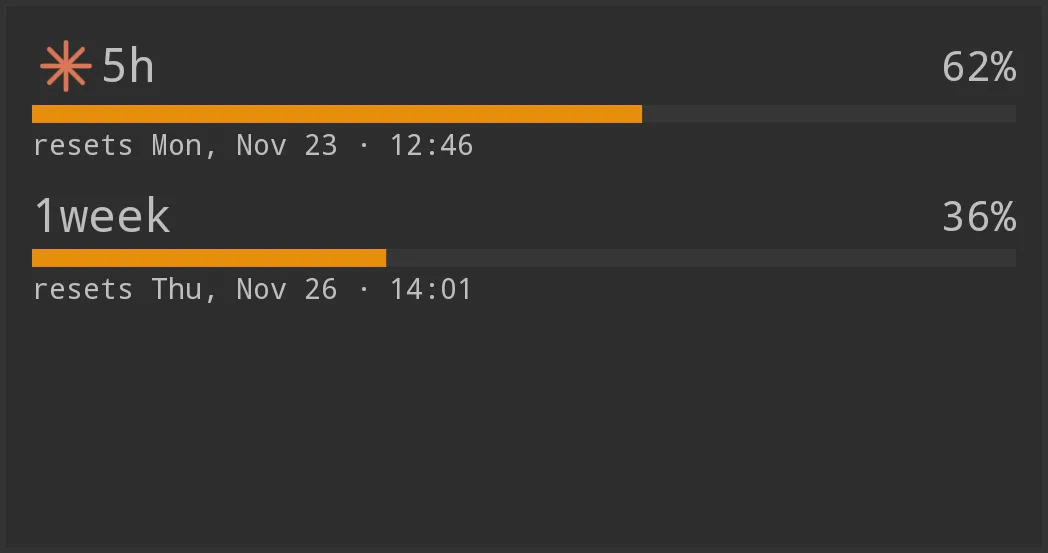 5h 62%
resets Mon, Nov 23 · 12:46
1week 36%
resets Thu, Nov 26 · 14:01